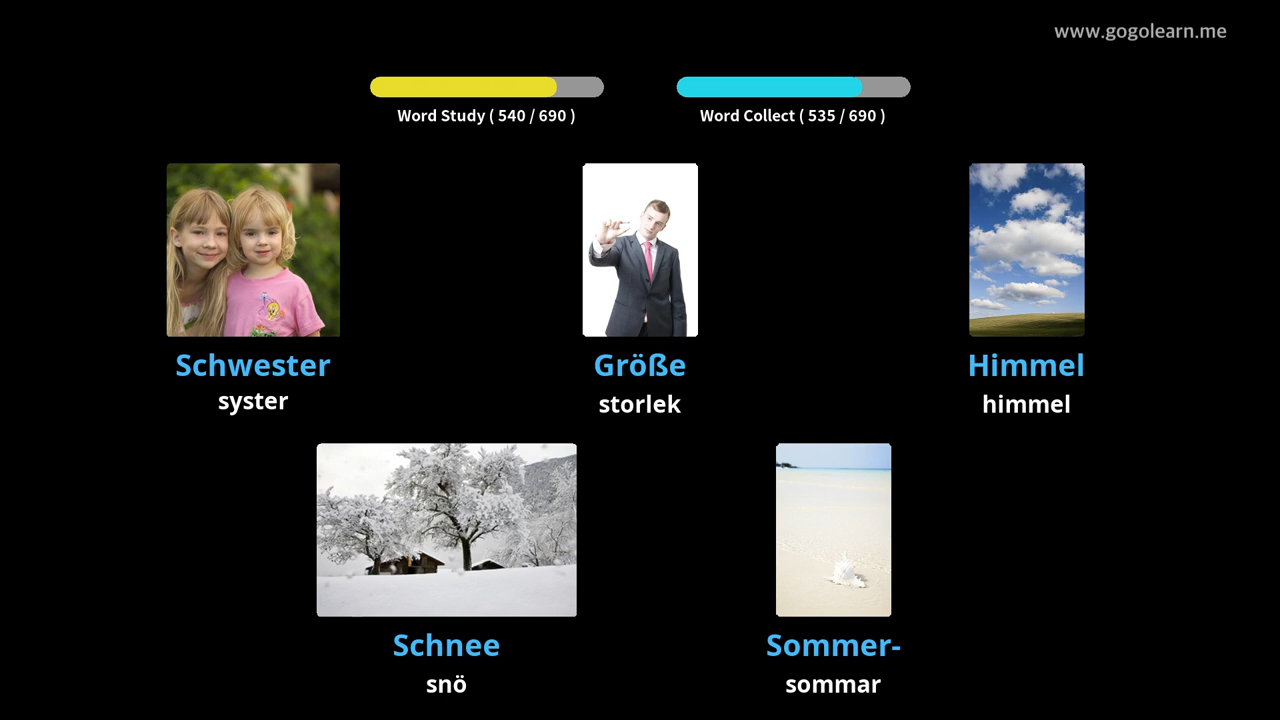 www.gogolearn.me
Word Study ( 540 / 690 )
Word Collect ( 535 / 690 )
Schwester
syster
Größe
storlek
Himmel
himmel
Schnee
snö
Sommer-
sommar